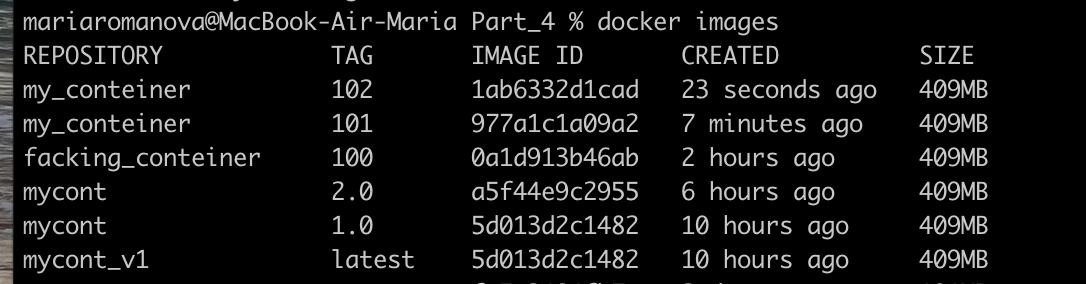 mariaromanova@MacBook-Air-Maria Part_4 % docker images
REPOSITORY TAG IMAGE ID CREATED SIZE
my_conteiner 102 1ab6332d1cad 23 seconds ago 409MB
my_conteiner 101 977a1c1a09a2 7 minutes ago 409MB
facking_conteiner 100 0a1d913b46ab 2 hours ago 409MB
mycont 2.0 a5f44e9c2955 6 hours ago 409MB
mycont 1.0 5d013d2c1482 10 hours ago 409MB
mycont_v1 latest 5d013d2c1482 10 hours ago 409MB